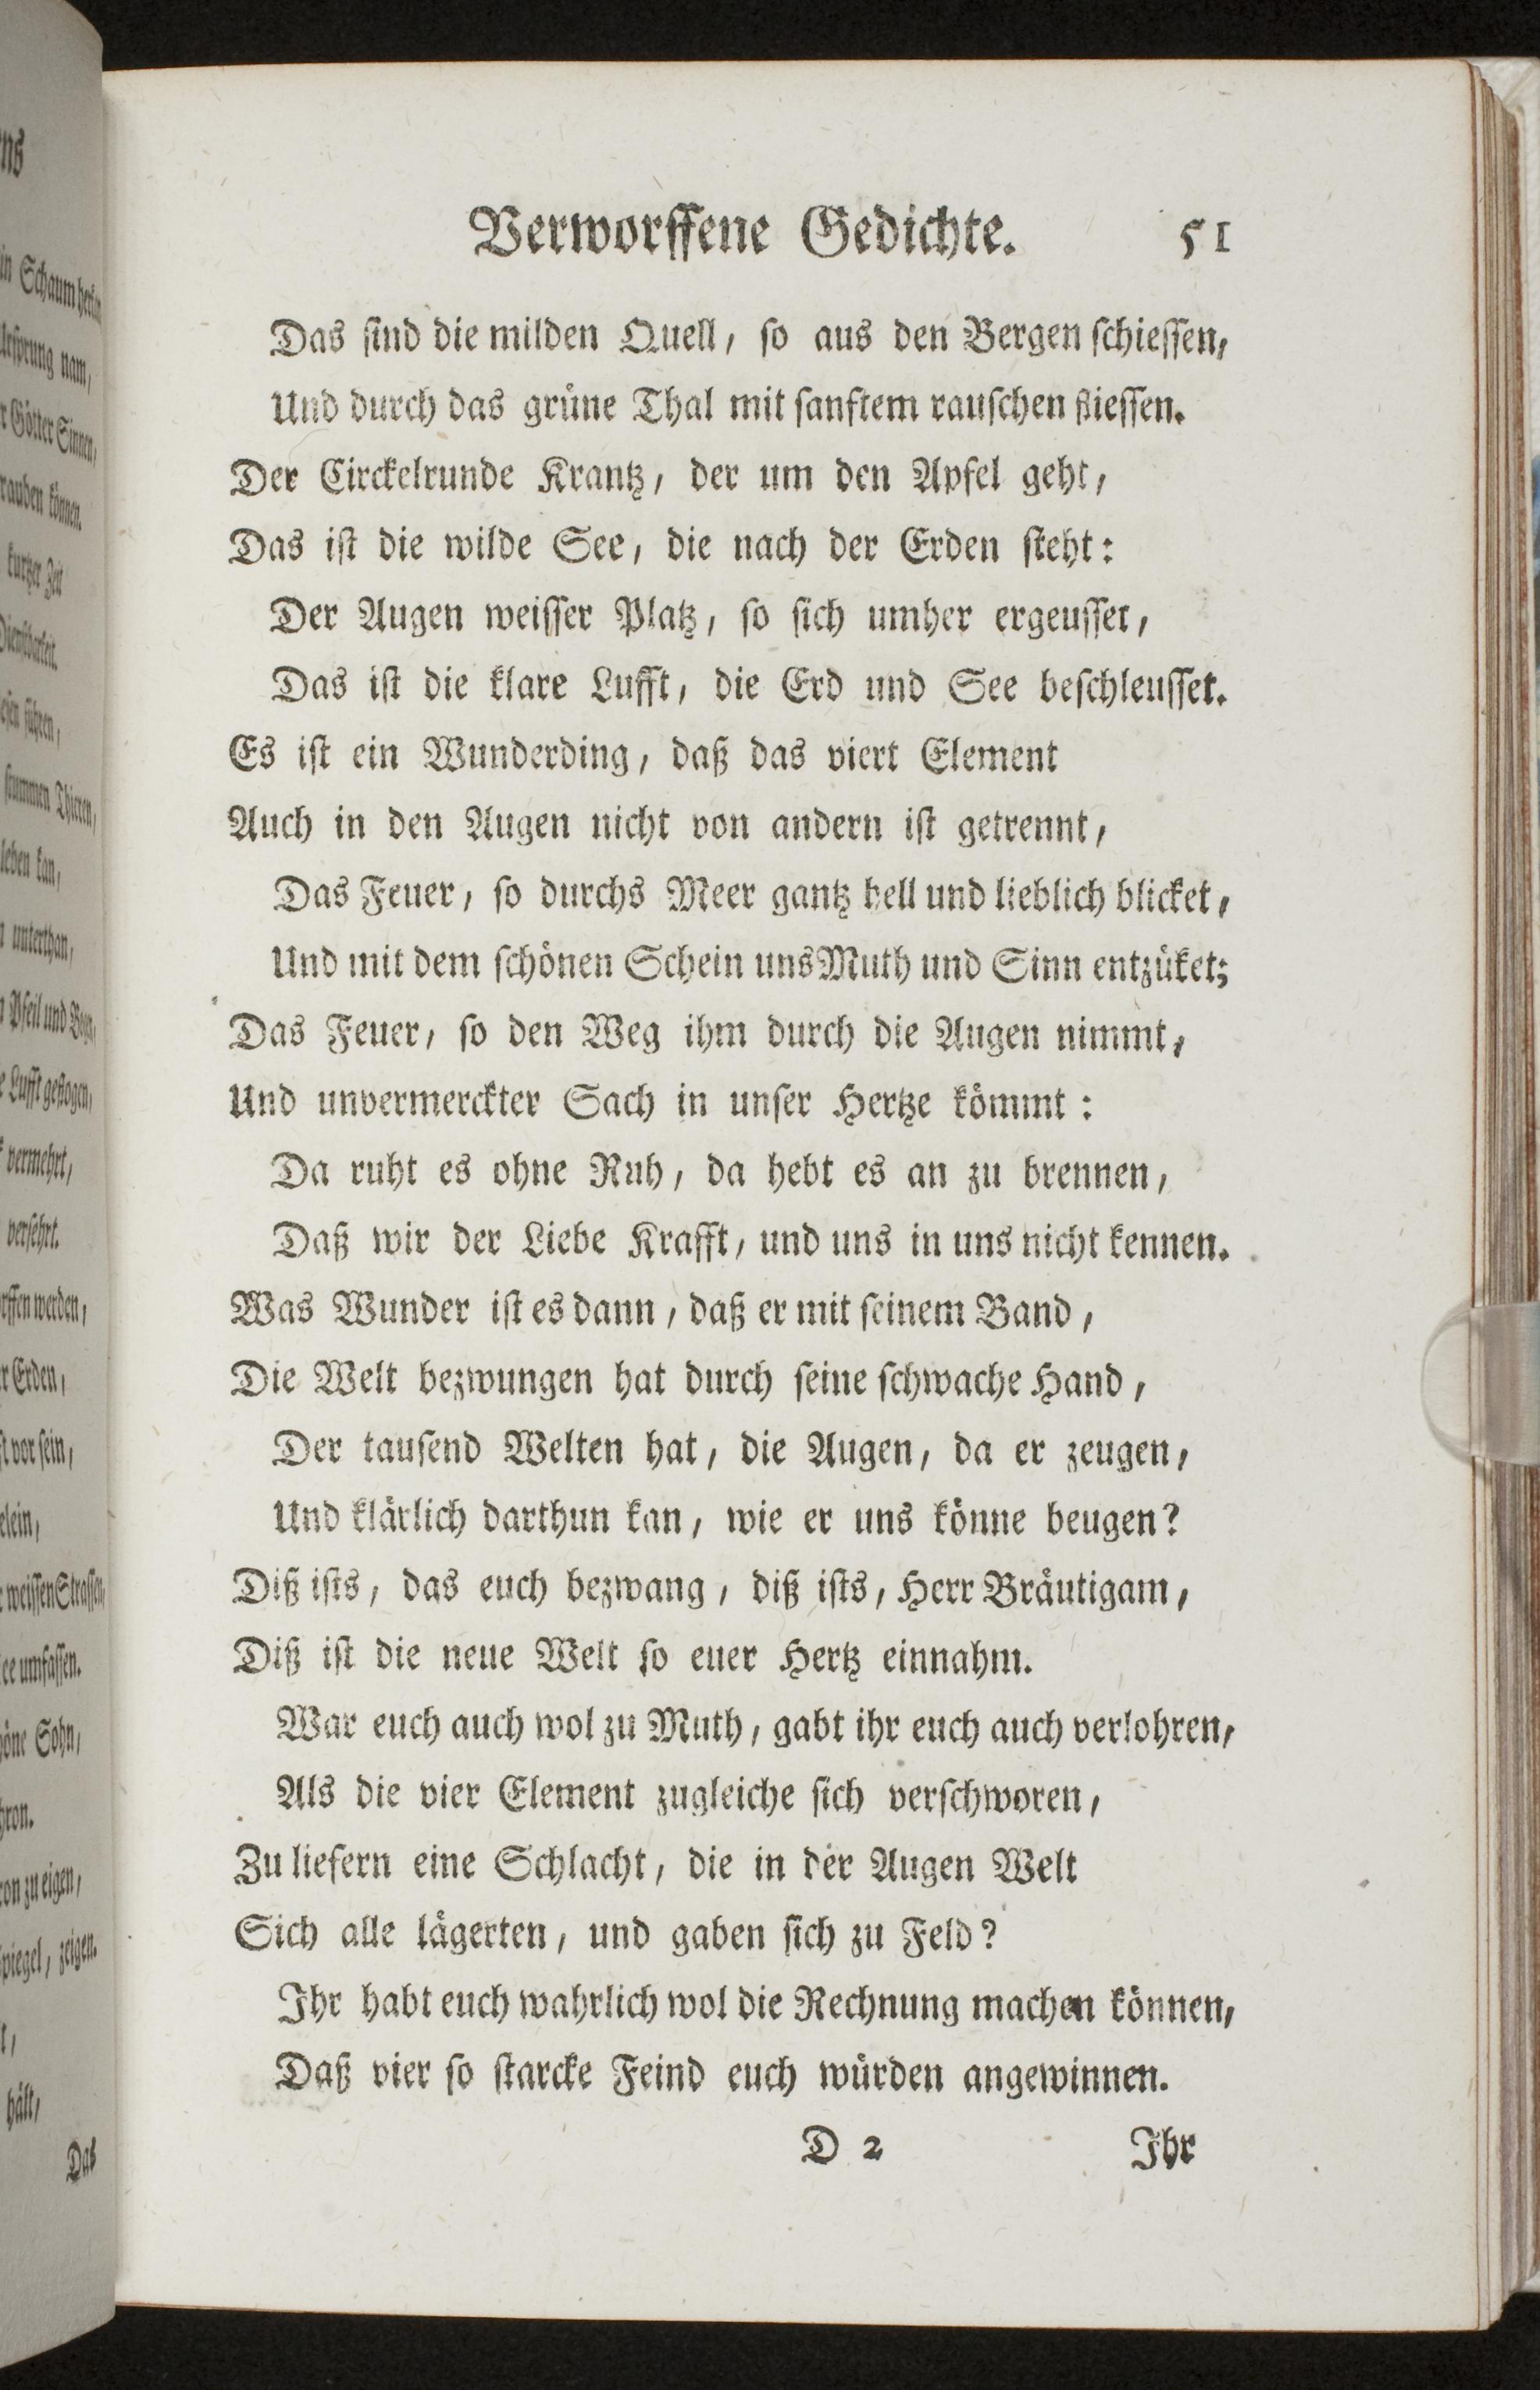 Verworffene Gedichte. 51
Das sind die milden Quell, so aus den Bergen schiessen,
Und durch das grüne Thal mit sanftem rauschen fliessen.
Der Circkelrunde Krantz, der um den Apfel geht,
Das ist die wilde See, die nach der Erden steht:
Der Augen weisser Platz, so sich umher ergeusset,
Das ist die klare Lufft, die Erd und See beschleusset.
Es ist ein Wunderding, daß das viert Element
Auch in den Augen nicht von andern ist getrennt,
Das Feuer, so durchs Meer gantz hell und lieblich blicket,
Und mit dem schönen Schein uns Muth und Sinn entzüket;
Das Feuer, so den Weg ihm durch die Augen nimmt,
Und unvermerckter Sach in unser Hertze kömmt:
Da ruht es ohne Ruh, da hebt es an zu brennen,
Daß wir der Liebe Krafft, und uns in uns nicht kennen.
Was Wunder ist es dann, daß er mit seinem Band,
Die Welt bezwungen hat durch seine schwache Hand,
Der tausend Welten hat, die Augen, da er zeugen,
Und klärlich darthun kan, wie er uns könne beugen?
Diß ists, das euch bezwang, diß ists, Herr Bräutigam,
Diß ist die neue Welt so euer Hertz einnahm.
War euch auch wol zu Muth, gabt ihr euch auch verlohren,
Als die vier Element zugleiche sich verschworen,
Zu liefern eine Schlacht, die in der Augen Welt
Sich alle lägerten, und gaben sich zu Feld?
Ihr habt euch wahrlich wol die Rechnung machen können,
Daß vier so starcke Feind euch würden angewinnen.
D 2 Ihr